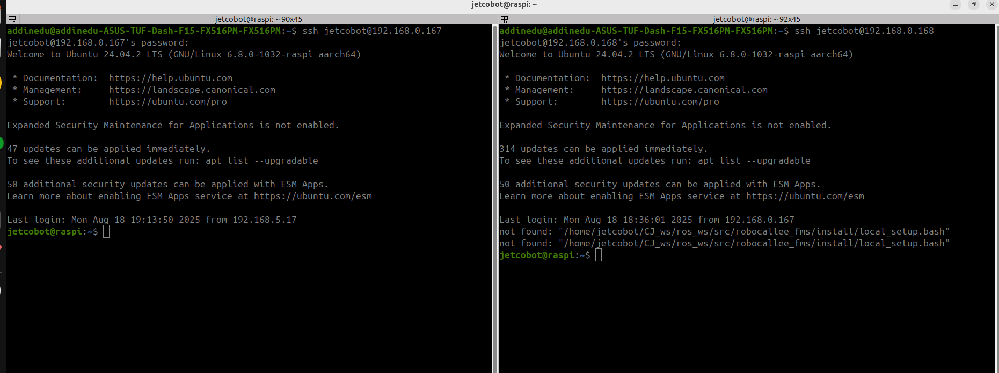 jetcobot@raspi: ~
jetcobot@raspi: ~ 90x45
addinedu@addinedu-ASUS-TUF-Dash-F15-FX516PM-FX516PM:~$ ssh jetcobot@192.168.0.167
jetcobot@192.168.0.167's password:
Welcome to Ubuntu 24.04.2 LTS (GNU/Linux 6.8.0-1032-raspi aarch64)
* Documentation:  https://help.ubuntu.com
* Management:     https://landscape.canonical.com
* Support:        https://ubuntu.com/pro
Expanded Security Maintenance for Applications is not enabled.
47 updates can be applied immediately.
To see these additional updates run: apt list --upgradable
50 additional security updates can be applied with ESM Apps.
Learn more about enabling ESM Apps service at https://ubuntu.com/esm
Last login: Mon Aug 18 19:13:50 2025 from 192.168.5.17
jetcobot@raspi:~$
jetcobot@raspi: ~ 92x45
addinedu@addinedu-ASUS-TUF-Dash-F15-FX516PM-FX516PM:~$ ssh jetcobot@192.168.0.168
jetcobot@192.168.0.168's password:
Welcome to Ubuntu 24.04.2 LTS (GNU/Linux 6.8.0-1032-raspi aarch64)
* Documentation:  https://help.ubuntu.com
* Management:     https://landscape.canonical.com
* Support:        https://ubuntu.com/pro
Expanded Security Maintenance for Applications is not enabled.
314 updates can be applied immediately.
To see these additional updates run: apt list --upgradable
50 additional security updates can be applied with ESM Apps.
Learn more about enabling ESM Apps service at https://ubuntu.com/esm
Last login: Mon Aug 18 18:36:01 2025 from 192.168.0.167
not found: "/home/jetcobot/CJ_ws/ros_ws/src/robocallee_fms/install/local_setup.bash"
not found: "/home/jetcobot/CJ_ws/ros_ws/src/robocallee_fms/install/local_setup.bash"
jetcobot@raspi:~$